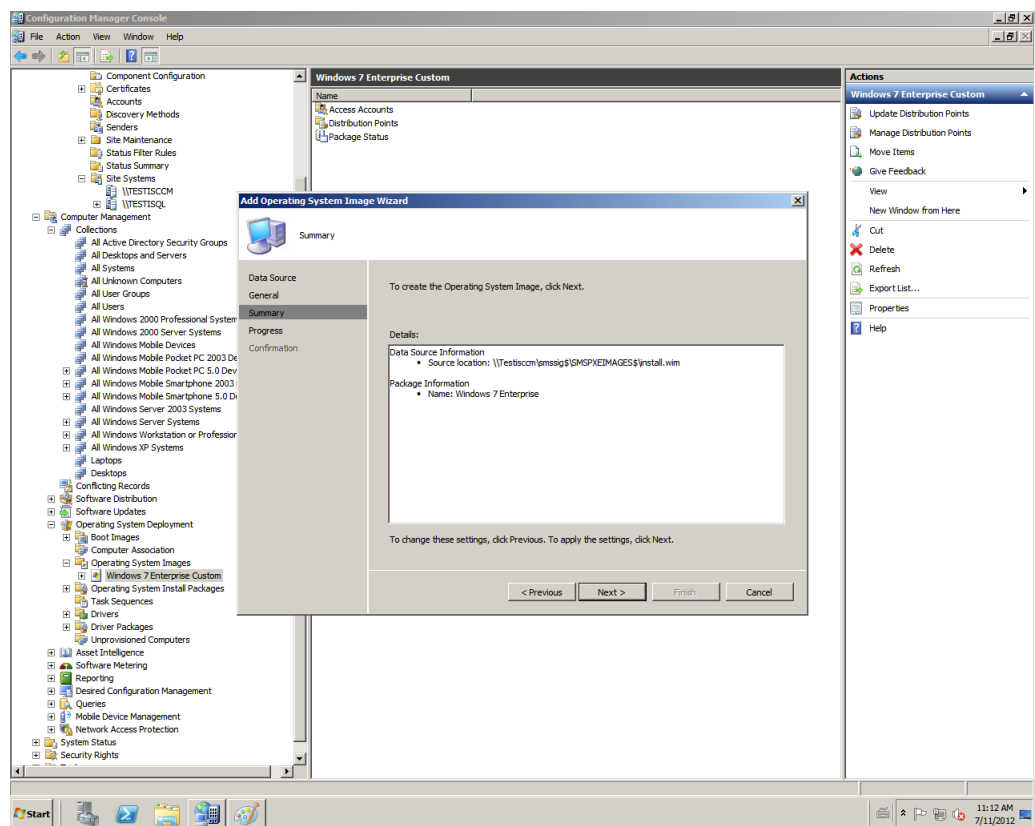 Configuration Manager Console
File Action View Window Help
Component Configuration
Certificates
Accounts
Discovery Methods
Senders
Site Maintenance
Status Filter Rules
Status Summary
Site Systems
\\TESTISCCM
\\TESTISQL
Computer Management
Collections
All Active Directory Security Groups
All Desktops and Servers
All Systems
All Unknown Computers
All User Groups
All Users
All Windows 2000 Professional System
All Windows 2000 Server Systems
All Windows Mobile Devices
All Windows Mobile Pocket PC 2003 De
All Windows Mobile Pocket PC 5.0 Dev
All Windows Mobile Smartphone 2003
All Windows Mobile Smartphone 5.0 D
All Windows Server 2003 Systems
All Windows Server Systems
All Windows Workstation or Profession
All Windows XP Systems
Laptops
Desktops
Conflicting Records
Software Distribution
Software Updates
Operating System Deployment
Boot Images
Computer Association
Operating System Images
Windows 7 Enterprise Custom
Operating System Install Packages
Task Sequences
Drivers
Driver Packages
Unprovisioned Computers
Asset Intelligence
Software Metering
Reporting
Desired Configuration Management
Queries
Mobile Device Management
Network Access Protection
System Status
Security Rights
Windows 7 Enterprise Custom
Name
Access Accounts
Distribution Points
Package Status
Add Operating System Image Wizard
Summary
Data Source
General
Summary
Progress
Confirmation
To create the Operating System Image, click Next.
Details:
Data Source Information
• Source location: \\Testisccm\smssig$\SMSPXEIMAGES$\install.wim
Package Information
• Name: Windows 7 Enterprise
To change these settings, click Previous. To apply the settings, click Next.
< Previous Next > Finish Cancel
Actions
Windows 7 Enterprise Custom
Update Distribution Points
Manage Distribution Points
Move Items
Give Feedback
View
New Window from Here
Cut
Delete
Refresh
Export List...
Properties
Help
Start
11:12 AM
7/11/2012